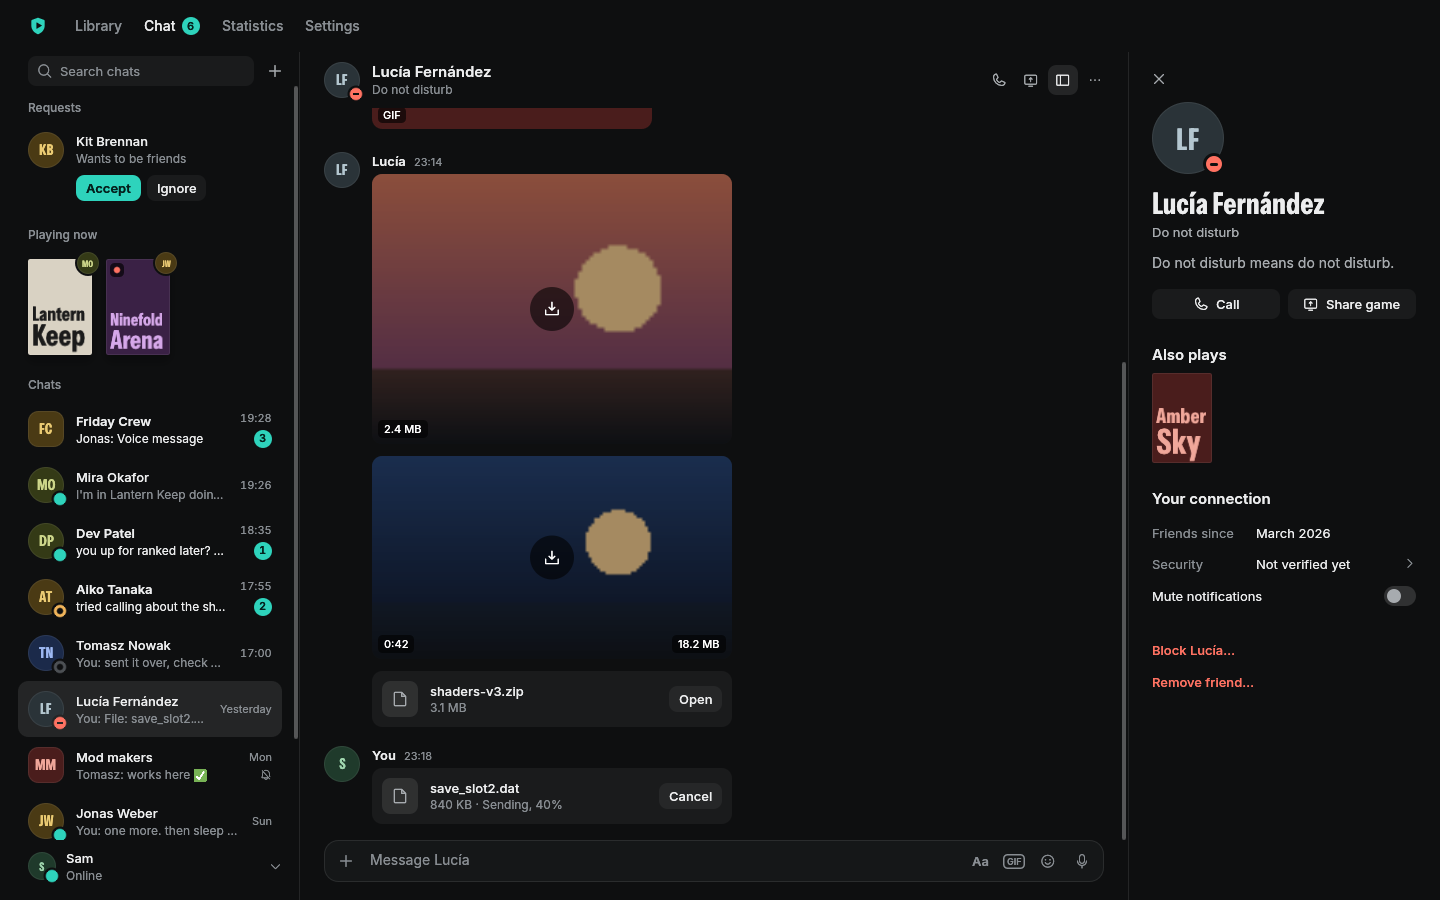 Library
Chat 6
Statistics
Settings
Search chats
Requests
KB
Kit Brennan
Wants to be friends
Accept
Ignore
Playing now
MO
Lantern
Keep
JW
Ninefold
Arena
Chats
FC
Friday Crew
19:28
Jonas: Voice message
3
MO
Mira Okafor
I'm in Lantern Keep doin...
19:26
DP
Dev Patel
18:35
you up for ranked later? ...
1
AT
Aiko Tanaka
17:55
tried calling about the sh...
2
TN
Tomasz Nowak
You: sent it over, check ...
17:00
LF
Lucía Fernández
You: File: save_slot2....
Yesterday
MM
Mod makers
Mon
Tomasz: works here ✅
JW
Jonas Weber
You: one more. then sleep ...
Sun
S
Sam
Online
LF
Lucía Fernández
Do not disturb
GIF
LF
Lucía 23:14
2.4 MB
0:42
18.2 MB
shaders-v3.zip
3.1 MB
Open
S
You 23:18
save_slot2.dat
840 KB · Sending, 40%
Cancel
Message Lucía
Aa
GIF
LF
Lucía Fernández
Do not disturb
Do not disturb means do not disturb.
Call
Share game
Also plays
Amber
Sky
Your connection
Friends since March 2026
Security Not verified yet
Mute notifications
Block Lucía...
Remove friend...